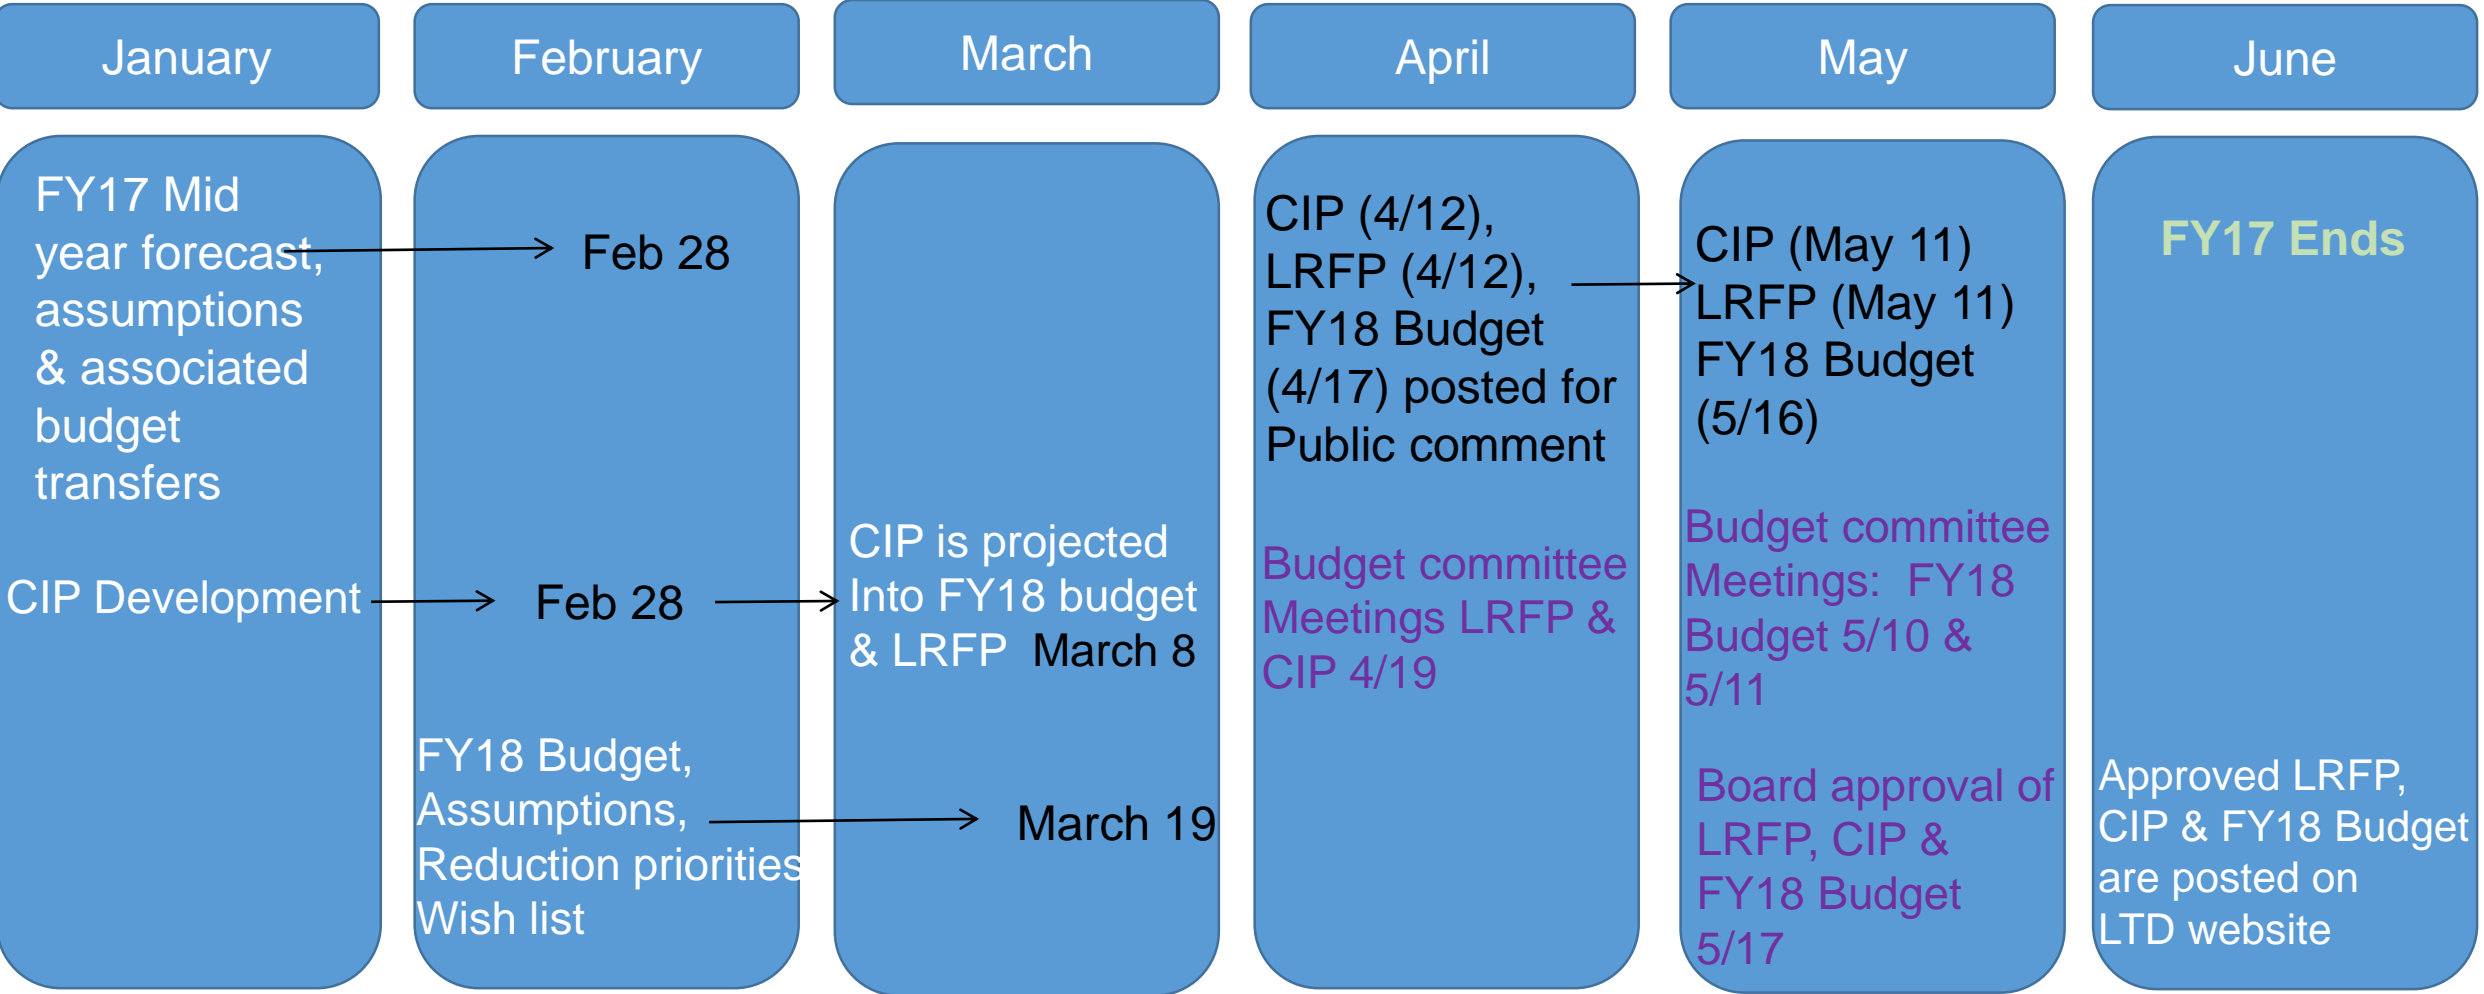 January
February
March
April
May
June
FY17 Mid
year forecast,
assumptions
& associated
budget
transfers
CIP Development
Feb 28
Feb 28
FY18 Budget,
Assumptions,
Reduction priorities
Wish list
CIP is projected
Into FY18 budget
& LRFP March 8
March 19
CIP (4/12),
LRFP (4/12),
FY18 Budget
(4/17) posted for
Public comment
Budget committee
Meetings LRFP &
CIP 4/19
CIP (May 11)
LRFP (May 11)
FY18 Budget
(5/16)
Budget committee
Meetings: FY18
Budget 5/10 &
5/11
Board approval of
LRFP, CIP &
FY18 Budget
5/17
FY17 Ends
Approved LRFP,
CIP & FY18 Budget
are posted on
LTD website